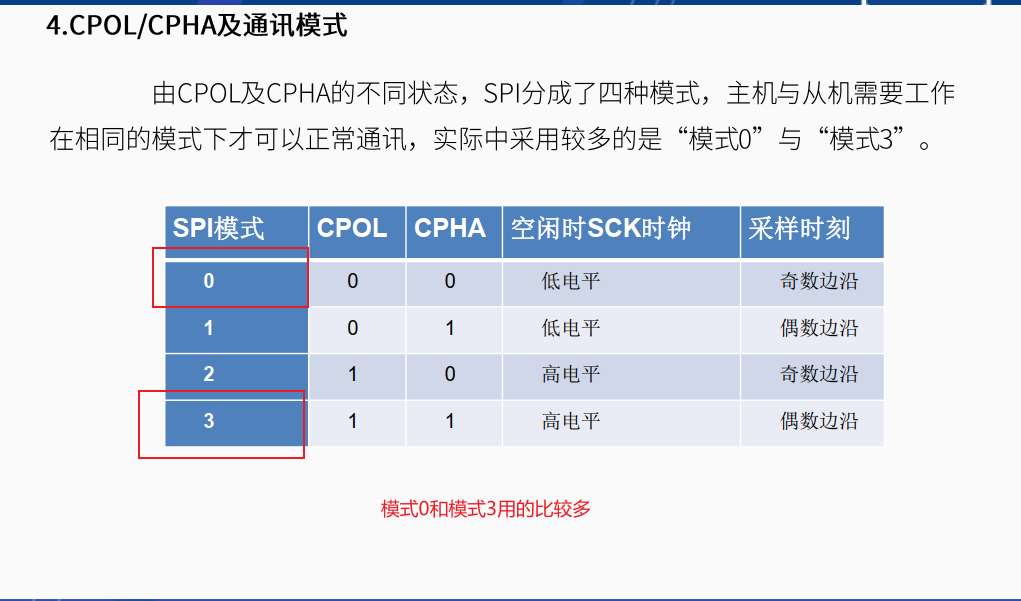 4.CPOL/CPHA及通讯模式
由CPOL及CPHA的不同状态，SPI分成了四种模式，主机与从机需要工作
在相同的模式下才可以正常通讯，实际中采用较多的是“模式0”与“模式3”。
SPI模式 CPOL CPHA 空闲时SCK时钟 采样时刻
0 0 0 低电平 奇数边沿
1 0 1 低电平 偶数边沿
2 1 0 高电平 奇数边沿
3 1 1 高电平 偶数边沿
模式0和模式3用的比较多